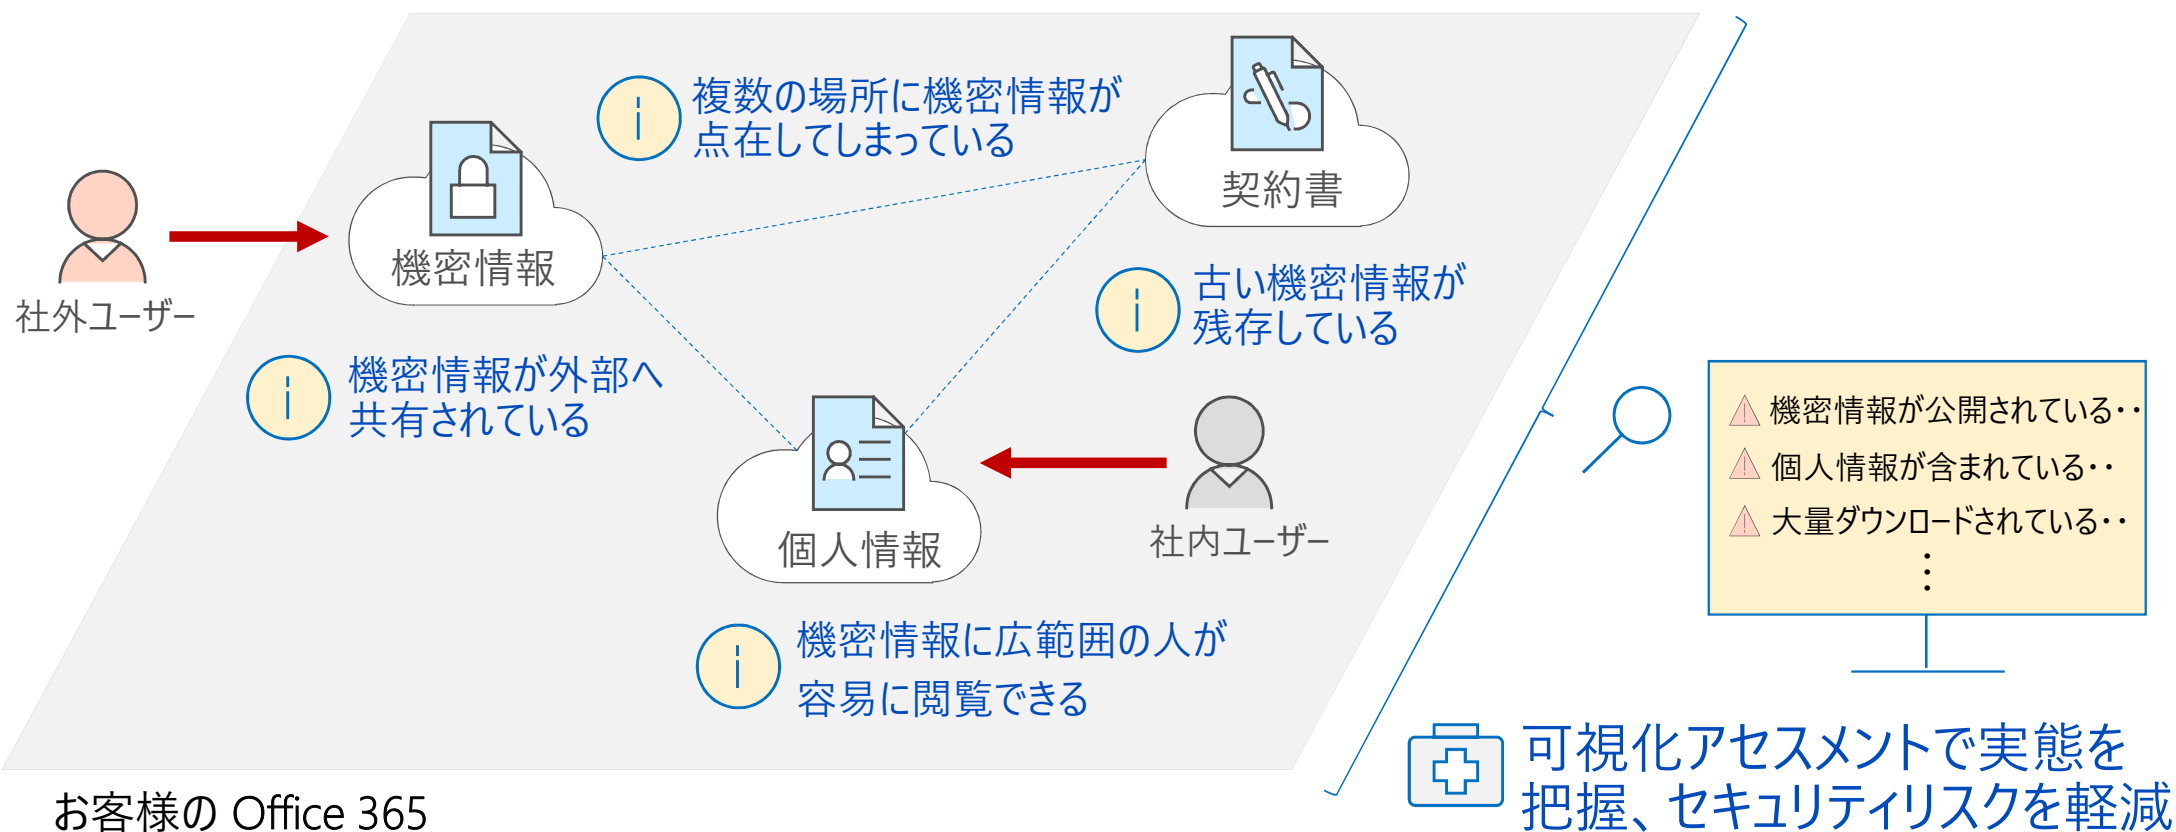 複数の場所に機密情報が
点在してしまっている
契約書
機密情報
社外ユーザー
古い機密情報が
残存している
機密情報が外部へ
共有されている
個人情報
社内ユーザー
機密情報に広範囲の人が
容易に閲覧できる
お客様の Office 365
機密情報が公開されている・・
個人情報が含まれている・・
大量ダウンロードされている・・
⋮
可視化アセスメントで実態を
把握、セキュリティリスクを軽減